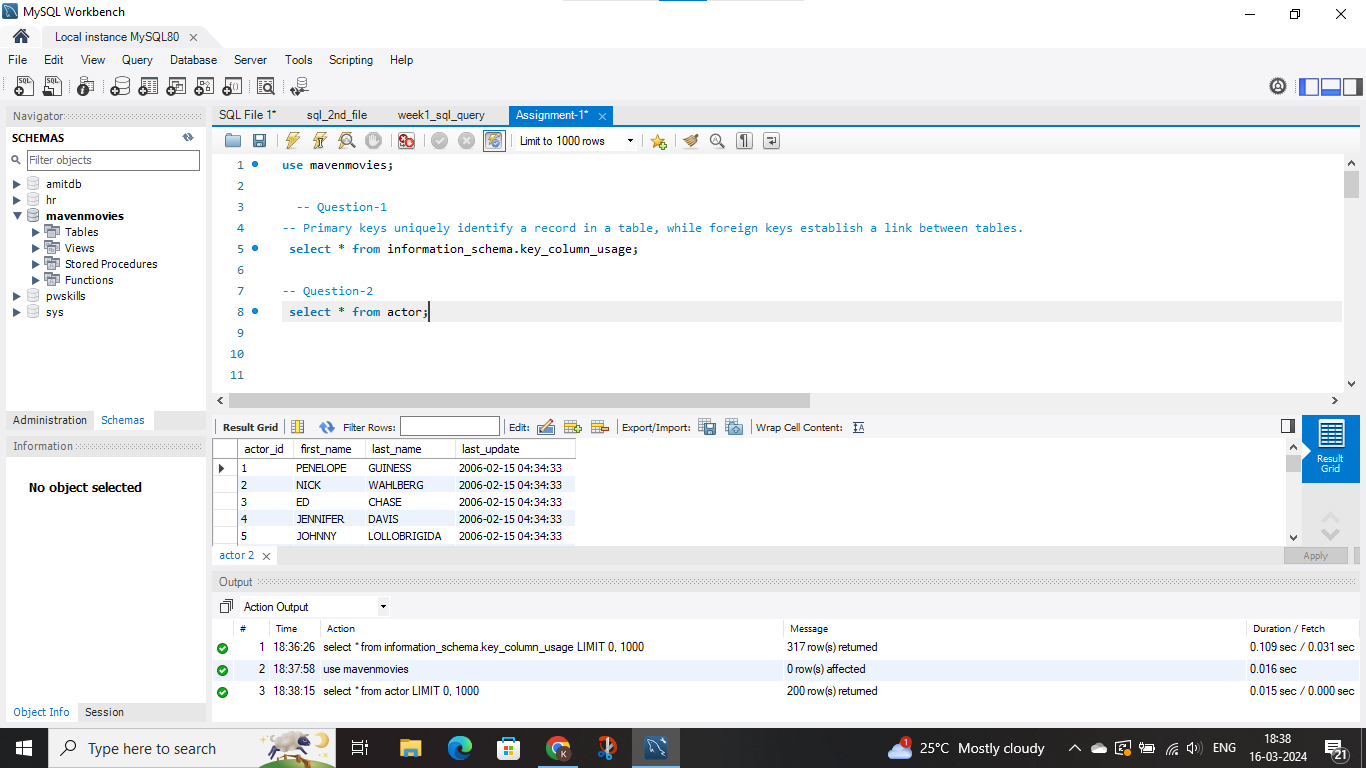 MySQL Workbench
Local instance MySQL80
File Edit View Query Database Server Tools Scripting Help
Navigator
SCHEMAS
Filter objects
amitdb
hr
mavenmovies
Tables
Views
Stored Procedures
Functions
pwskills
sys
Administration Schemas
Information
No object selected
Object Info Session
SQL File 1* sql_2nd_file week1_sql_query Assignment-1*
Limit to 1000 rows
1 use mavenmovies;
2
3 -- Question-1
4 -- Primary keys uniquely identify a record in a table, while foreign keys establish a link between tables.
5 select * from information_schema.key_column_usage;
6
7 -- Question-2
8 select * from actor;
9
10
11
Result Grid Filter Rows: Edit: Export/Import: Wrap Cell Content:
actor_id first_name last_name last_update
1 PENELOPE GUINESS 2006-02-15 04:34:33
2 NICK WAHLBERG 2006-02-15 04:34:33
3 ED CHASE 2006-02-15 04:34:33
4 JENNIFER DAVIS 2006-02-15 04:34:33
5 JOHNNY LOLLOBRIGIDA 2006-02-15 04:34:33
Result
Grid
actor 2
Apply
Output
Action Output
# Time Action Message Duration / Fetch
1 18:36:26 select * from information_schema.key_column_usage LIMIT 0, 1000 317 row(s) returned 0.109 sec / 0.031 sec
2 18:37:58 use mavenmovies 0 row(s) affected 0.016 sec
3 18:38:15 select * from actor LIMIT 0, 1000 200 row(s) returned 0.015 sec / 0.000 sec
Type here to search
K
1
25°C Mostly cloudy
ENG
18:38
16-03-2024
21